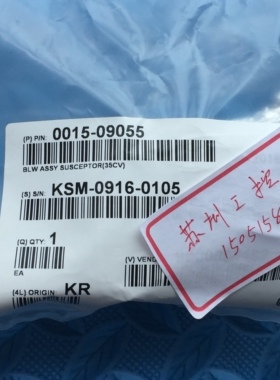 (P) P/N: 0015-09055
BLW ASSY SUSCEPTOR(35CV)
(S) S/N: KSM-0916-0105
苏州工控
(Q) QTY: 1
EA
(V) VEND
(4L) ORIGIN KR